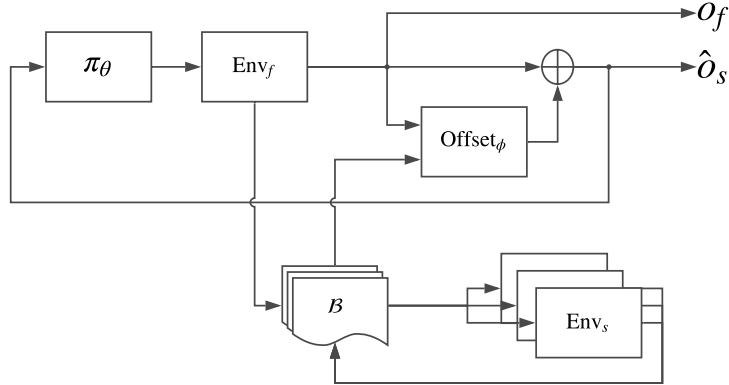 o_f
π_θ
Env_f
ô_s
Offset_ϕ
ℬ
Env_s